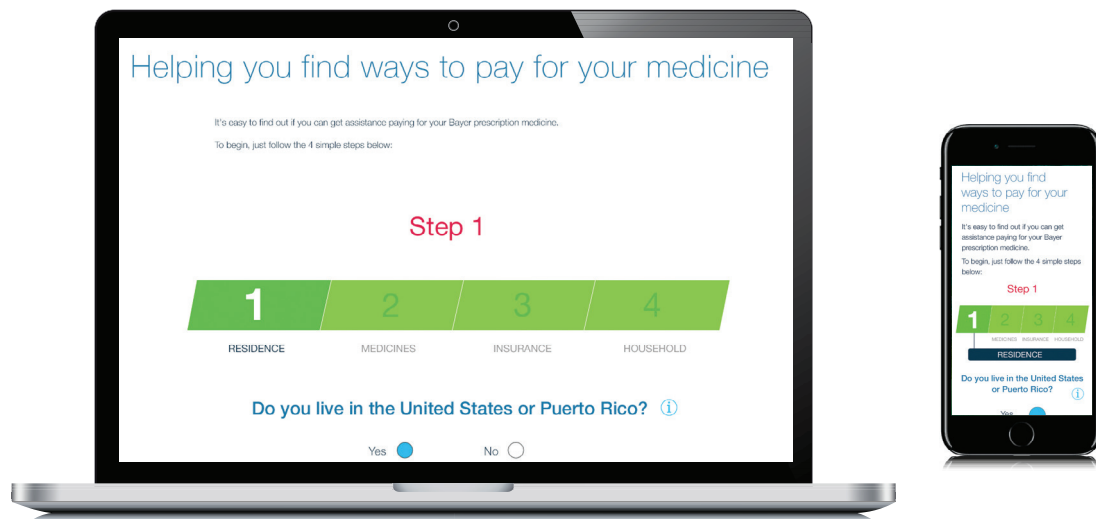 Helping you find ways to pay for your medicine
It's easy to find out if you can get assistance paying for your Bayer prescription medicine.
To begin, just follow the 4 simple steps below:
Step 1
1 2 3 4
RESIDENCE MEDICINES INSURANCE HOUSEHOLD
Do you live in the United States or Puerto Rico? i
Yes No
Helping you find
ways to pay for your
medicine
It's easy to find out if you can get
assistance paying for your Bayer
prescription medicine.
To begin, just follow the 4 simple steps
below:
Step 1
1 2 3 4
MEDICINES INSURANCE HOUSEHOLD
RESIDENCE
Do you live in the United States
or Puerto Rico? i
Yes